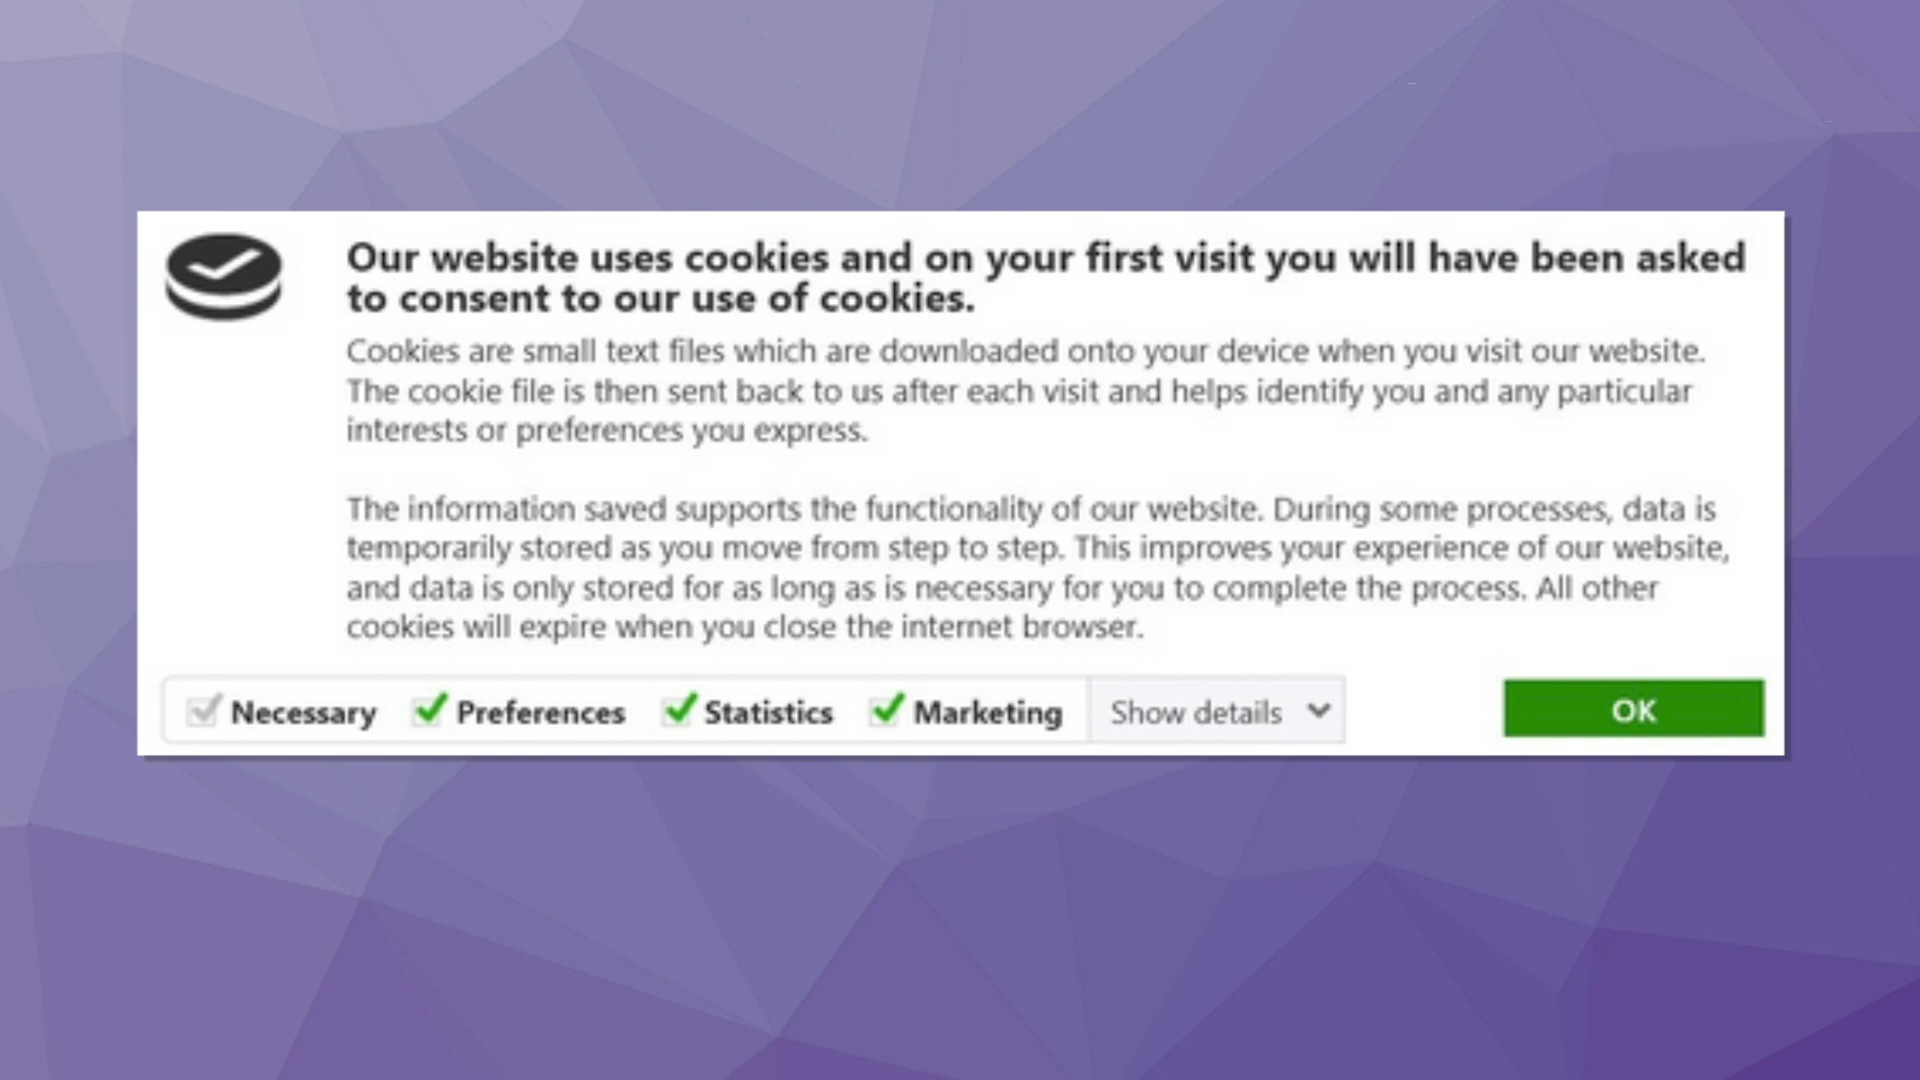 Our website uses cookies and on your first visit you will have been asked
to consent to our use of cookies.
Cookies are small text files which are downloaded onto your device when you visit our website.
The cookie file is then sent back to us after each visit and helps identify you and any particular
interests or preferences you express.
The information saved supports the functionality of our website. During some processes, data is
temporarily stored as you move from step to step. This improves your experience of our website,
and data is only stored for as long as is necessary for you to complete the process. All other
cookies will expire when you close the internet browser.
Necessary Preferences Statistics Marketing Show details OK